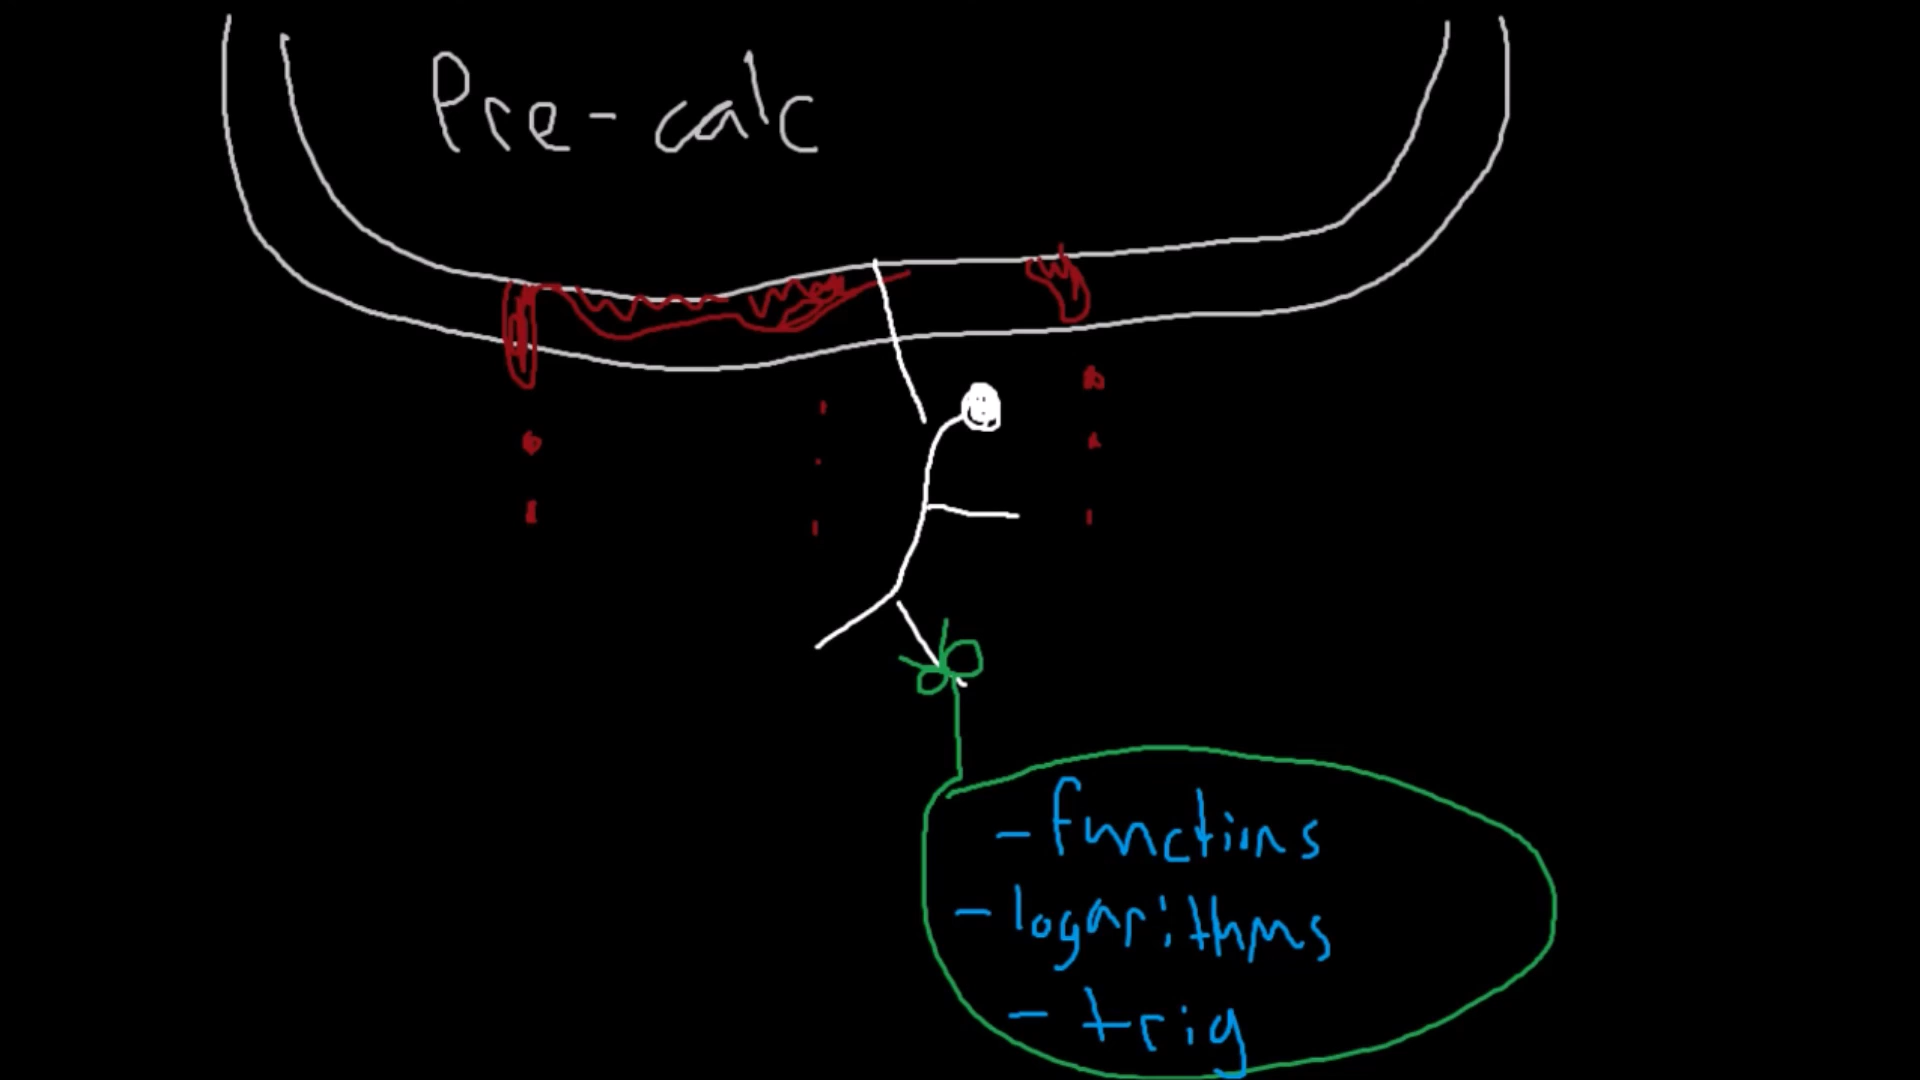 Pre-calc
- functions
- logarithms
- trig